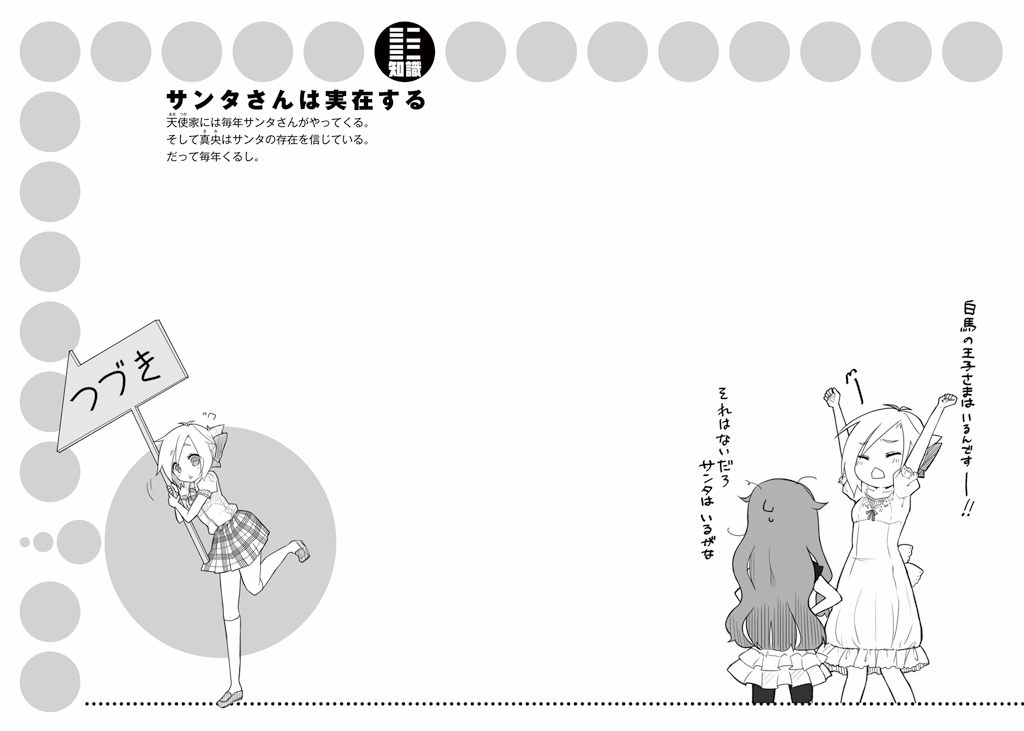 ミニ
知識
サンタさんは実在する
天使家には毎年サンタさんがやってくる。
そして真央はサンタの存在を信じている。
だって毎年くるし。
白馬の王子さまはいるんですー!!
それはないだろ
サンタはいるがな
つづき